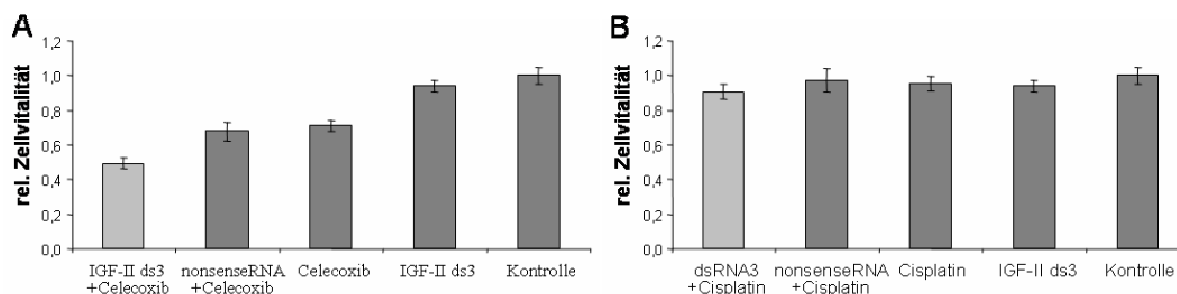 A
rel. Zellvitalität
1,2
1,0
0,8
0,6
0,4
0,2
0,0
IGF-II ds3 nonsenseRNA Celecoxib IGF-II ds3 Kontrolle
+Celecoxib +Celecoxib
B
rel. Zellvitalität
1,2
1,0
0,8
0,6
0,4
0,2
0,0
dsRNA3 nonsenseRNA Cisplatin IGF-II ds3 Kontrolle
+Cisplatin +Cisplatin